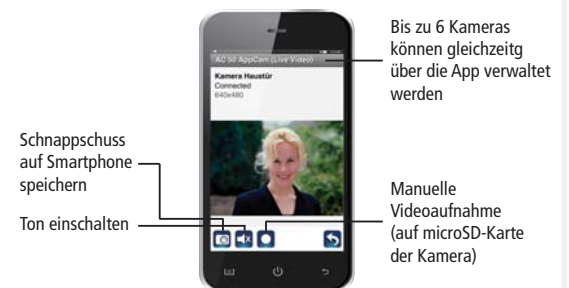 Bis zu 6 Kameras
können gleichzeitg
über die App verwaltet
werden
AC 50 AppCam (Live Video)
Kamera Haustür
Connected
640x480
Schnappschuss
auf Smartphone
speichern
Ton einschalten
Manuelle
Videoaufnahme
(auf microSD-Karte
der Kamera)